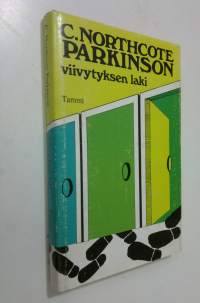 C. NORTHCOTE
PARKINSON
viivytyksen laki
Tammi